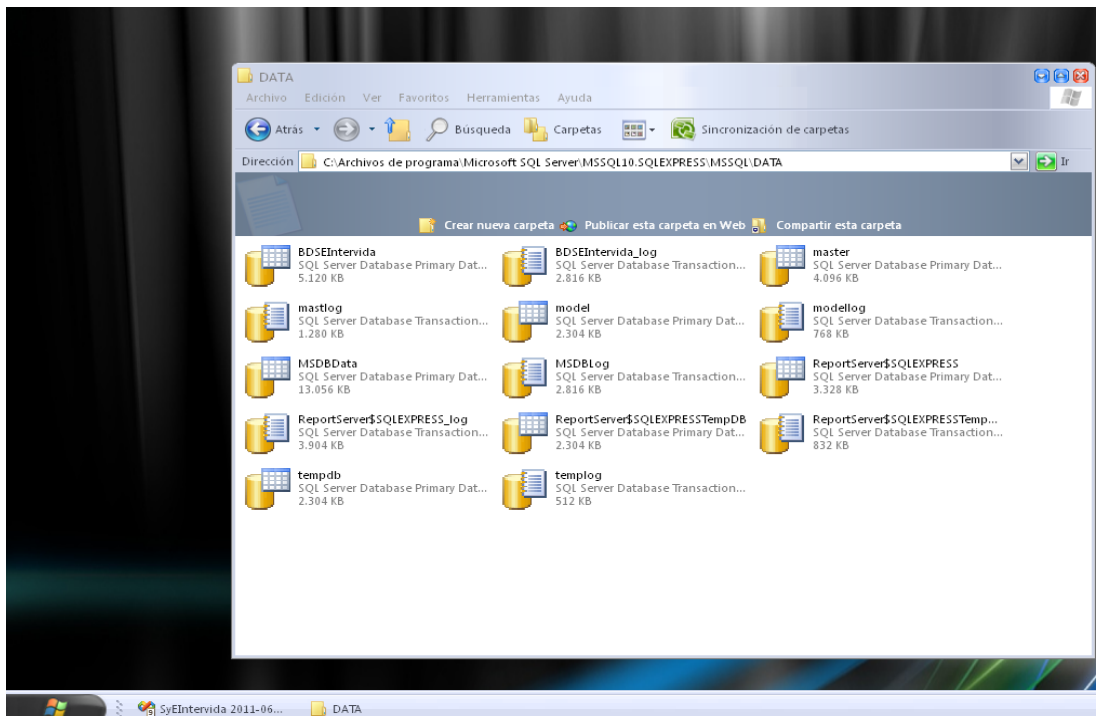 DATA
Archivo Edición Ver Favoritos Herramientas Ayuda
Atrás Búsqueda Carpetas Sincronización de carpetas
Dirección C:\Archivos de programa\Microsoft SQL Server\MSSQL10.SQLEXPRESS\MSSQL\DATA Ir
Crear nueva carpeta Publicar esta carpeta en Web Compartir esta carpeta
BDSEIntervida
SQL Server Database Primary Dat...
5.120 KB
BDSEIntervida_log
SQL Server Database Transaction...
2.816 KB
master
SQL Server Database Primary Dat...
4.096 KB
mastlog
SQL Server Database Transaction...
1.280 KB
model
SQL Server Database Primary Dat...
2.304 KB
modellog
SQL Server Database Transaction...
768 KB
MSDBData
SQL Server Database Primary Dat...
13.056 KB
MSDBLog
SQL Server Database Transaction...
2.816 KB
ReportServer$SQLEXPRESS
SQL Server Database Primary Dat...
3.328 KB
ReportServer$SQLEXPRESS_log
SQL Server Database Transaction...
3.904 KB
ReportServer$SQLEXPRESSTempDB
SQL Server Database Primary Dat...
2.304 KB
ReportServer$SQLEXPRESSTemp...
SQL Server Database Transaction...
832 KB
tempdb
SQL Server Database Primary Dat...
2.304 KB
templog
SQL Server Database Transaction...
512 KB
SyEIntervida 2011-06... DATA